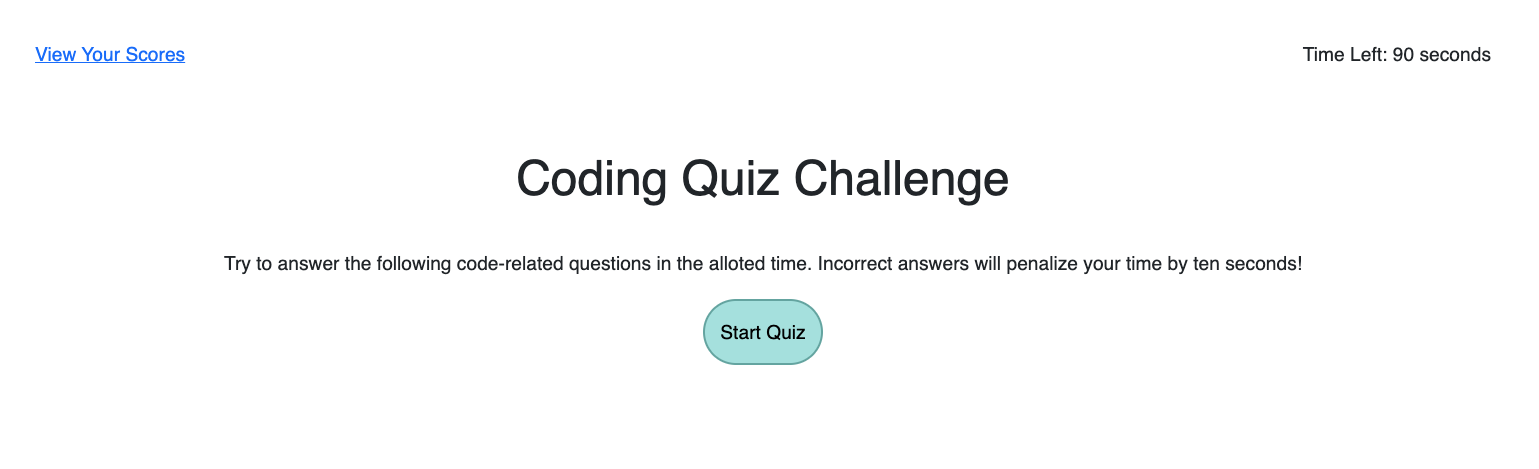 View Your Scores
Time Left: 90 seconds
Coding Quiz Challenge
Try to answer the following code-related questions in the alloted time. Incorrect answers will penalize your time by ten seconds!
Start Quiz